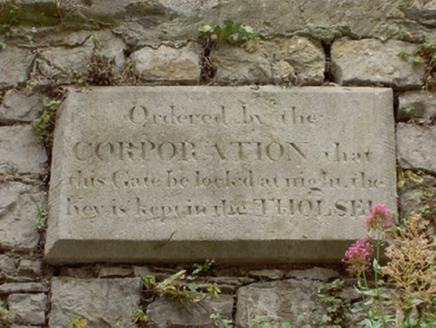 Ordered by the
CORPORATION that
this Gate be locked at night, the
key is kept in the THOLSEL